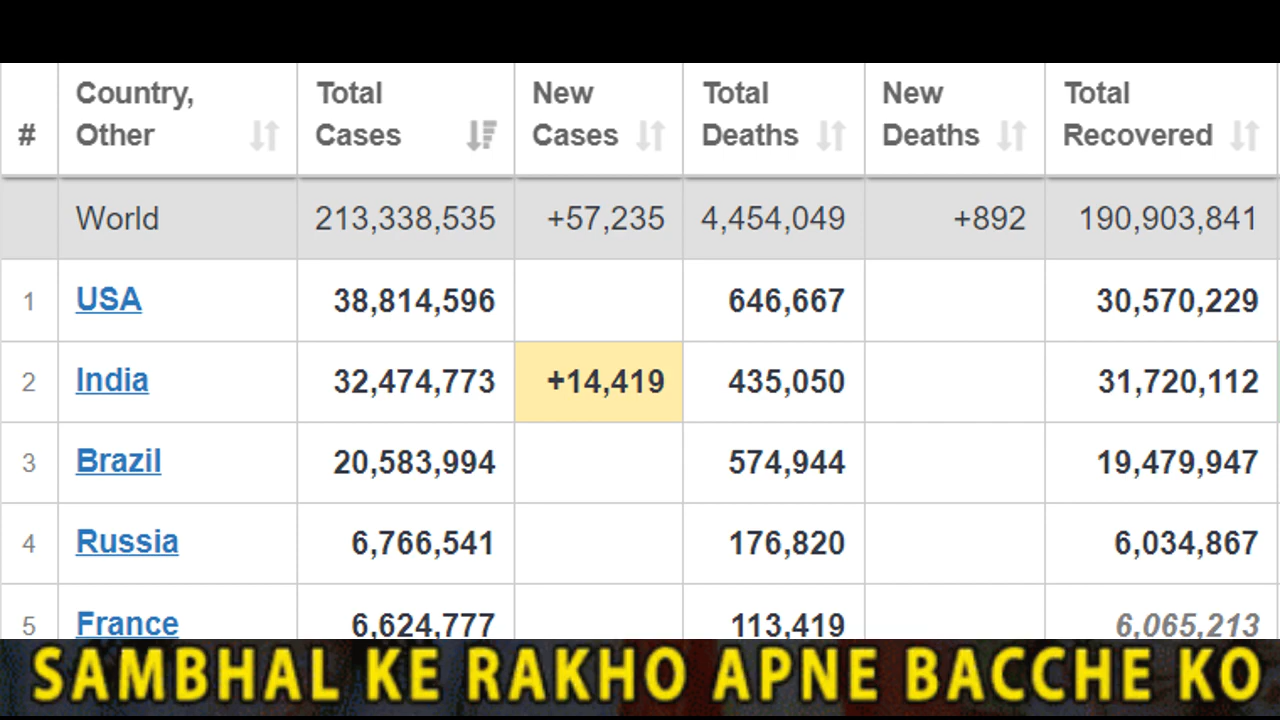 # Country, Other Total Cases New Cases Total Deaths New Deaths Total Recovered
World 213,338,535 +57,235 4,454,049 +892 190,903,841
1 USA 38,814,596 646,667 30,570,229
2 India 32,474,773 +14,419 435,050 31,720,112
3 Brazil 20,583,994 574,944 19,479,947
4 Russia 6,766,541 176,820 6,034,867
5 France 6,624,777 113,419 6,065,213
SAMBHAL KE RAKHO APNE BACCHE KO